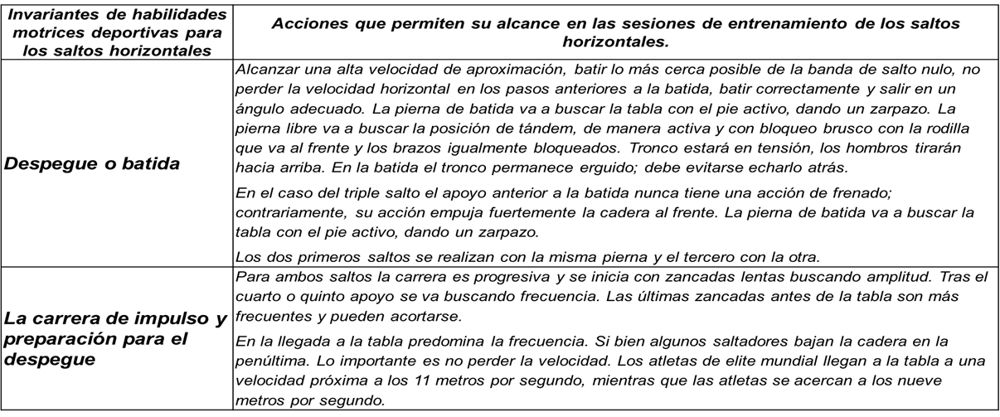 Invariantes de habilidades
motrices deportivas para
los saltos horizontales
Acciones que permiten su alcance en las sesiones de entrenamiento de los saltos
horizontales.
Despegue o batida
Alcanzar una alta velocidad de aproximación, batir lo más cerca posible de la banda de salto nulo, no
perder la velocidad horizontal en los pasos anteriores a la batida, batir correctamente y salir en un
ángulo adecuado. La pierna de batida va a buscar la tabla con el pie activo, dando un zarpazo. La
pierna libre va a buscar la posición de tándem, de manera activa y con bloqueo brusco con la rodilla
que va al frente y los brazos igualmente bloqueados. Tronco estará en tensión, los hombros tirarán
hacia arriba. En la batida el tronco permanece erguido; debe evitarse echarlo atrás.
En el caso del triple salto el apoyo anterior a la batida nunca tiene una acción de frenado;
contrariamente, su acción empuja fuertemente la cadera al frente. La pierna de batida va a buscar la
tabla con el pie activo, dando un zarpazo.
Los dos primeros saltos se realizan con la misma pierna y el tercero con la otra.
La carrera de impulso y
preparación para el
despegue
Para ambos saltos la carrera es progresiva y se inicia con zancadas lentas buscando amplitud. Tras el
cuarto o quinto apoyo se va buscando frecuencia. Las últimas zancadas antes de la tabla son más
frecuentes y pueden acortarse.
En la llegada a la tabla predomina la frecuencia. Si bien algunos saltadores bajan la cadera en la
penúltima. Lo importante es no perder la velocidad. Los atletas de elite mundial llegan a la tabla a una
velocidad próxima a los 11 metros por segundo, mientras que las atletas se acercan a los nueve
metros por segundo.